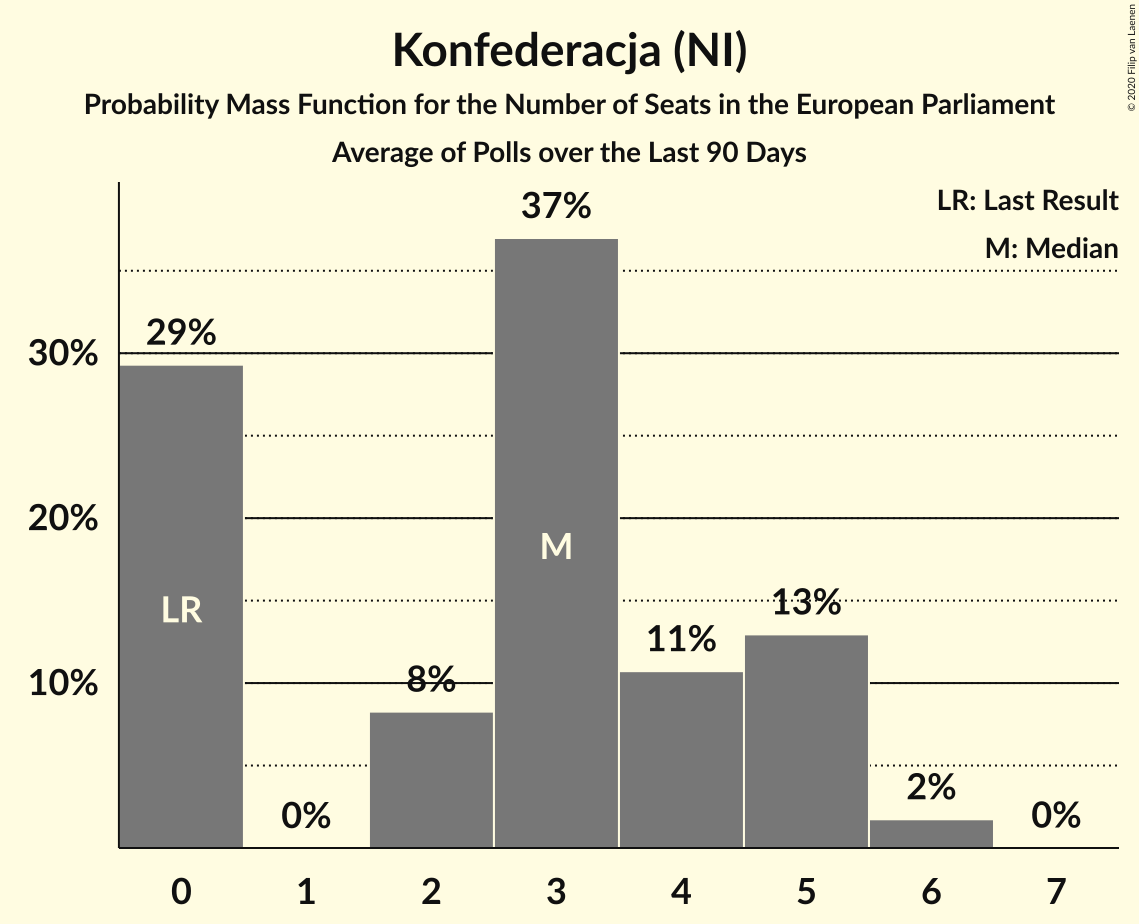 Konfederacja (NI)
Probability Mass Function for the Number of Seats in the European Parliament
Average of Polls over the Last 90 Days
© 2020 Filip van Laenen
LR: Last Result
M: Median
37%
29%
30%
20%
M
LR
13%
11%
10%
8%
2%
0%
0%
0 1 2 3 4 5 6 7